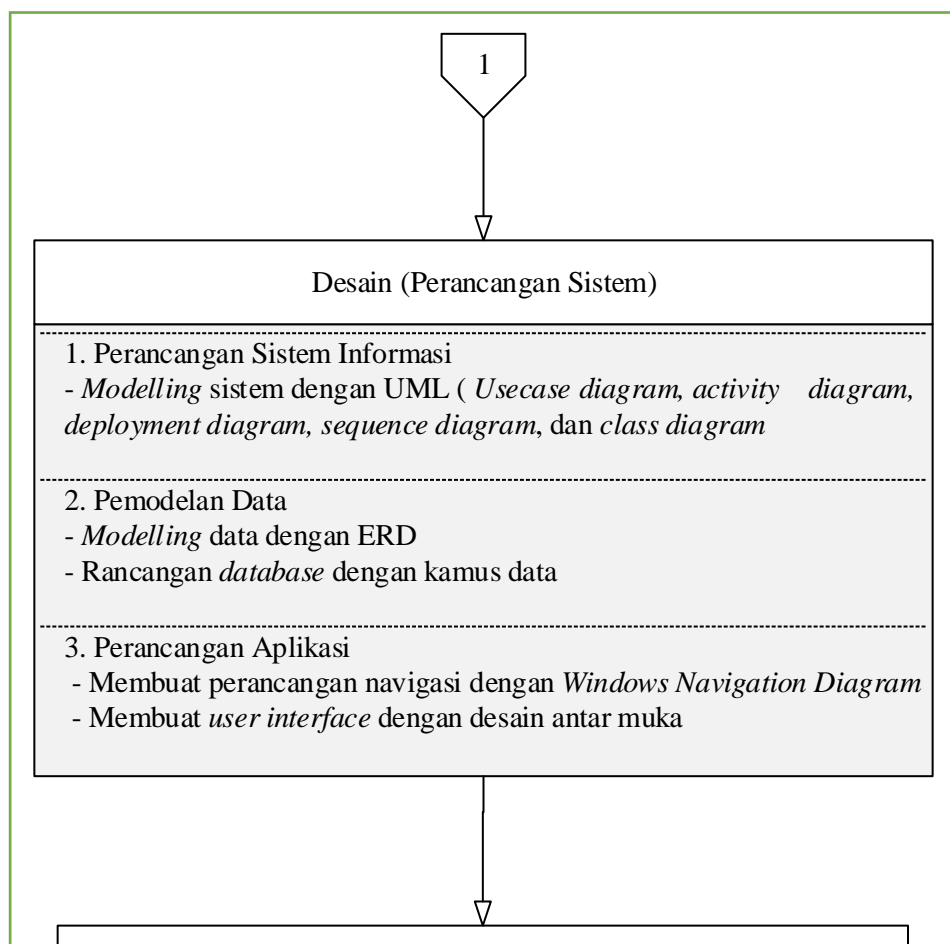 1
Desain (Perancangan Sistem)
1. Perancangan Sistem Informasi
- Modelling sistem dengan UML ( Usecase diagram, activity diagram,
deployment diagram, sequence diagram, dan class diagram
2. Pemodelan Data
- Modelling data dengan ERD
- Rancangan database dengan kamus data
3. Perancangan Aplikasi
- Membuat perancangan navigasi dengan Windows Navigation Diagram
- Membuat user interface dengan desain antar muka